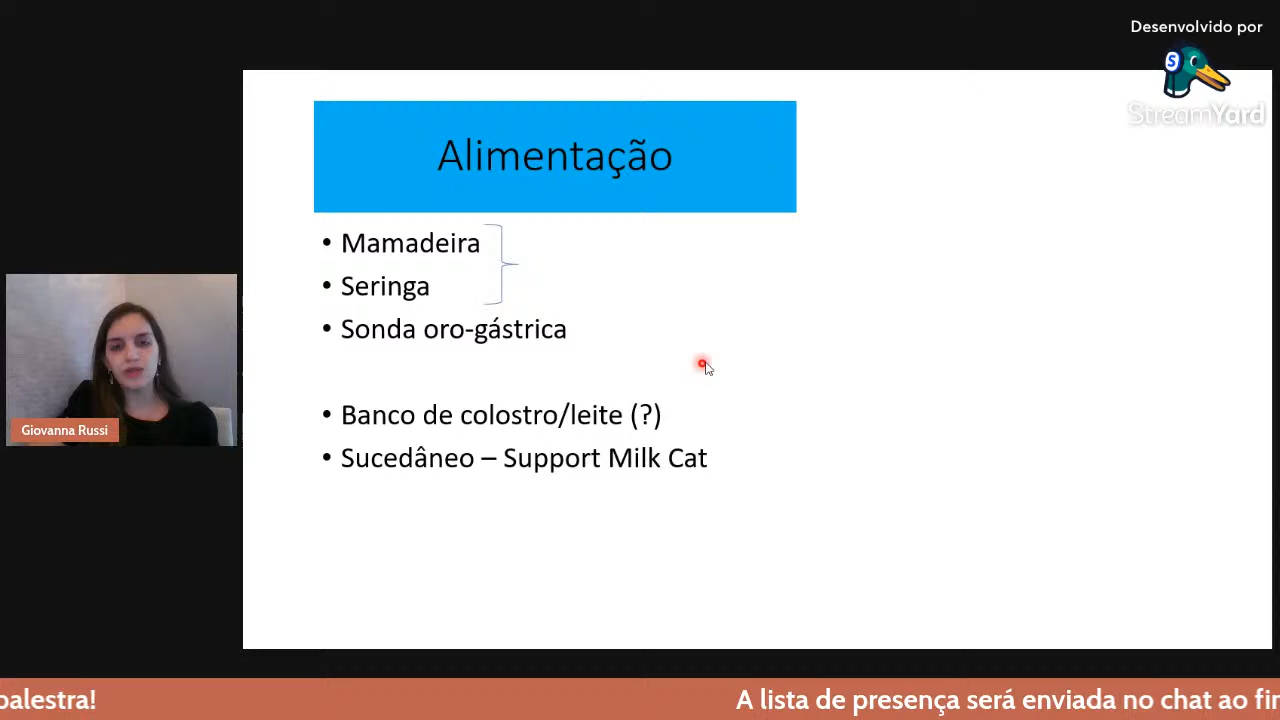 Desenvolvido por
StreamYard
Alimentação
• Mamadeira
• Seringa
• Sonda oro-gástrica
• Banco de colostro/leite (?)
• Sucedâneo – Support Milk Cat
Giovanna Russi
palestra!
A lista de presença será enviada no chat ao fin